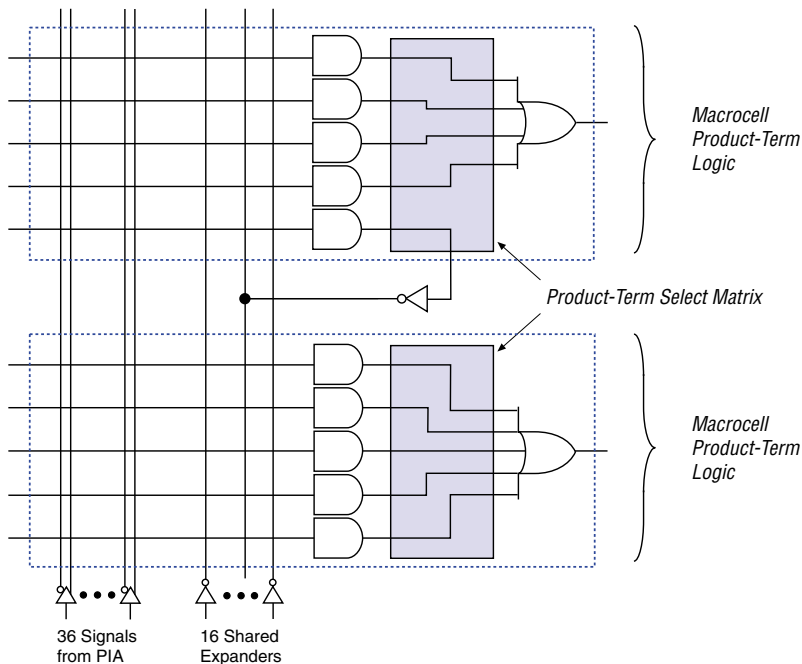 Macrocell
Product-Term
Logic
Product-Term Select Matrix
Macrocell
Product-Term
Logic
36 Signals
from PIA
16 Shared
Expanders